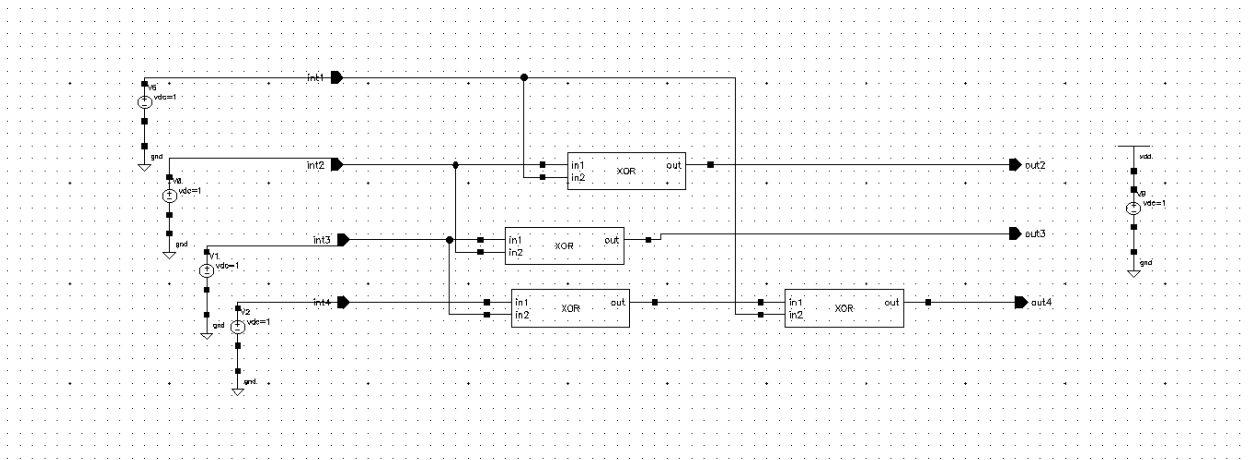 int1
V6
vdc=1
gnd
int2
in1
in2
XOR
out
out2
vdd
V9
vdc=1
gnd
V0
vdc=1
gnd
int3
in1
in2
XOR
out
out3
V1
vdc=1
gnd
int4
in1
in2
XOR
out
in1
in2
XOR
out
out4
V2
vdc=1
gnd